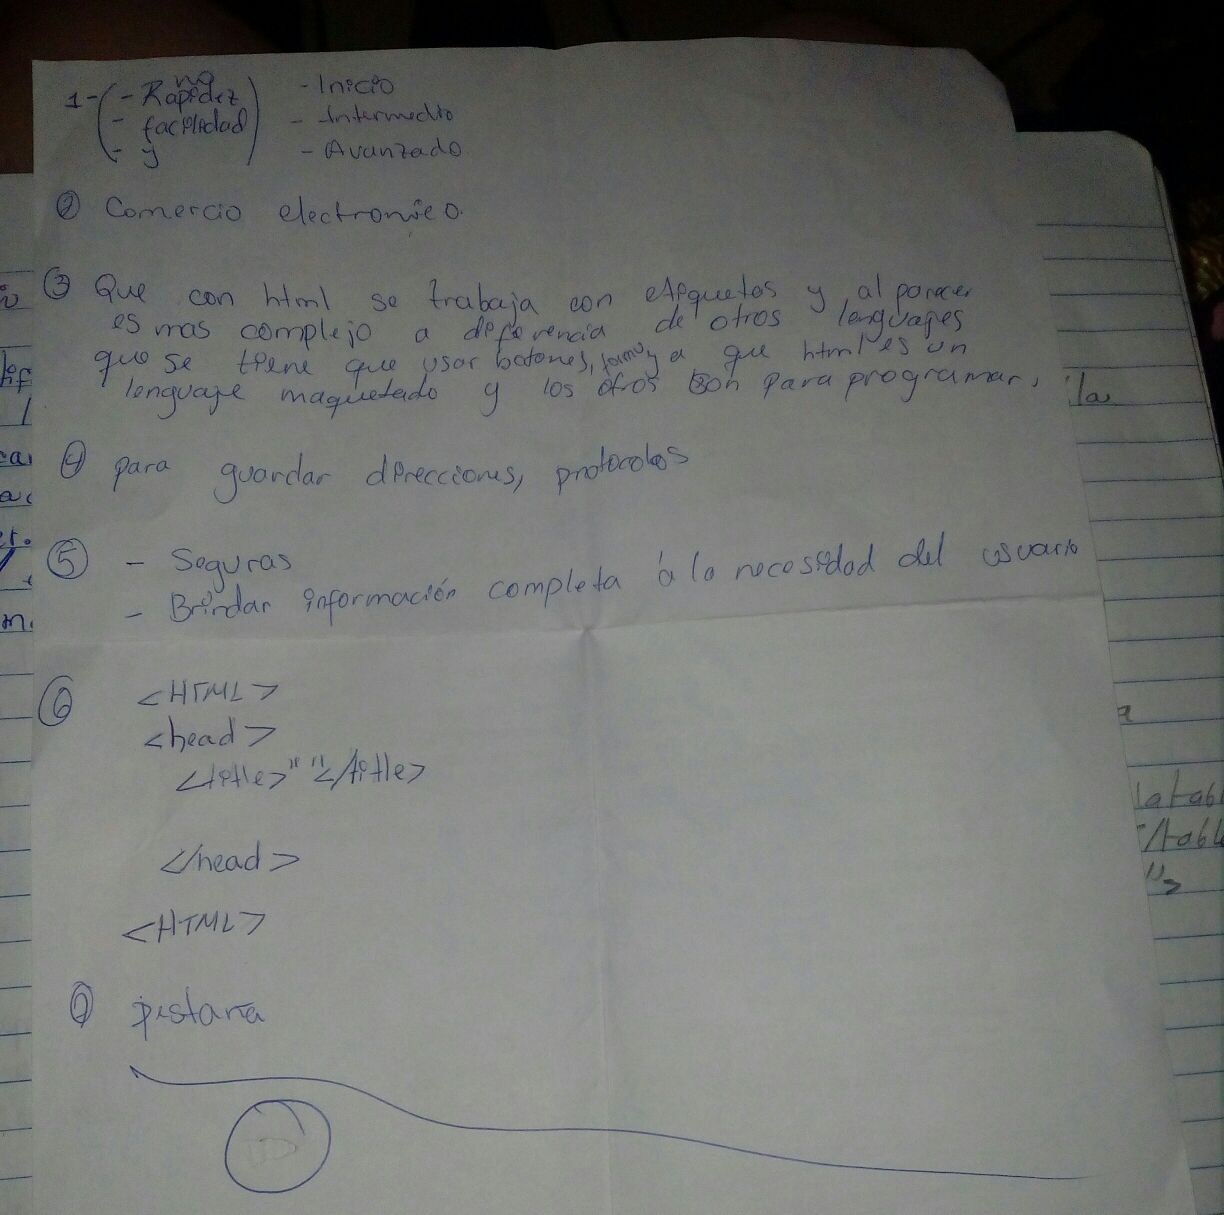 no
1- ( - Rapidez ) - Inicio
- facilidad - Intermedio
- y - Avanzado
② Comercio electronico.
③ Que con html se trabaja con etiquetas y al parecer
es mas complejo a diferencia de otros lenguajes
que se tiene que usar botones, ya que html es un
lenguaje maquetado y los otros son para programar.
④ para guardar direcciones, protocolos
⑤ - Seguras
- Brindar información completa a la necesidad del usuario
⑥ <HTML>
<head>
<title>" "</title>
</head>
<HTML>
pestaña
la